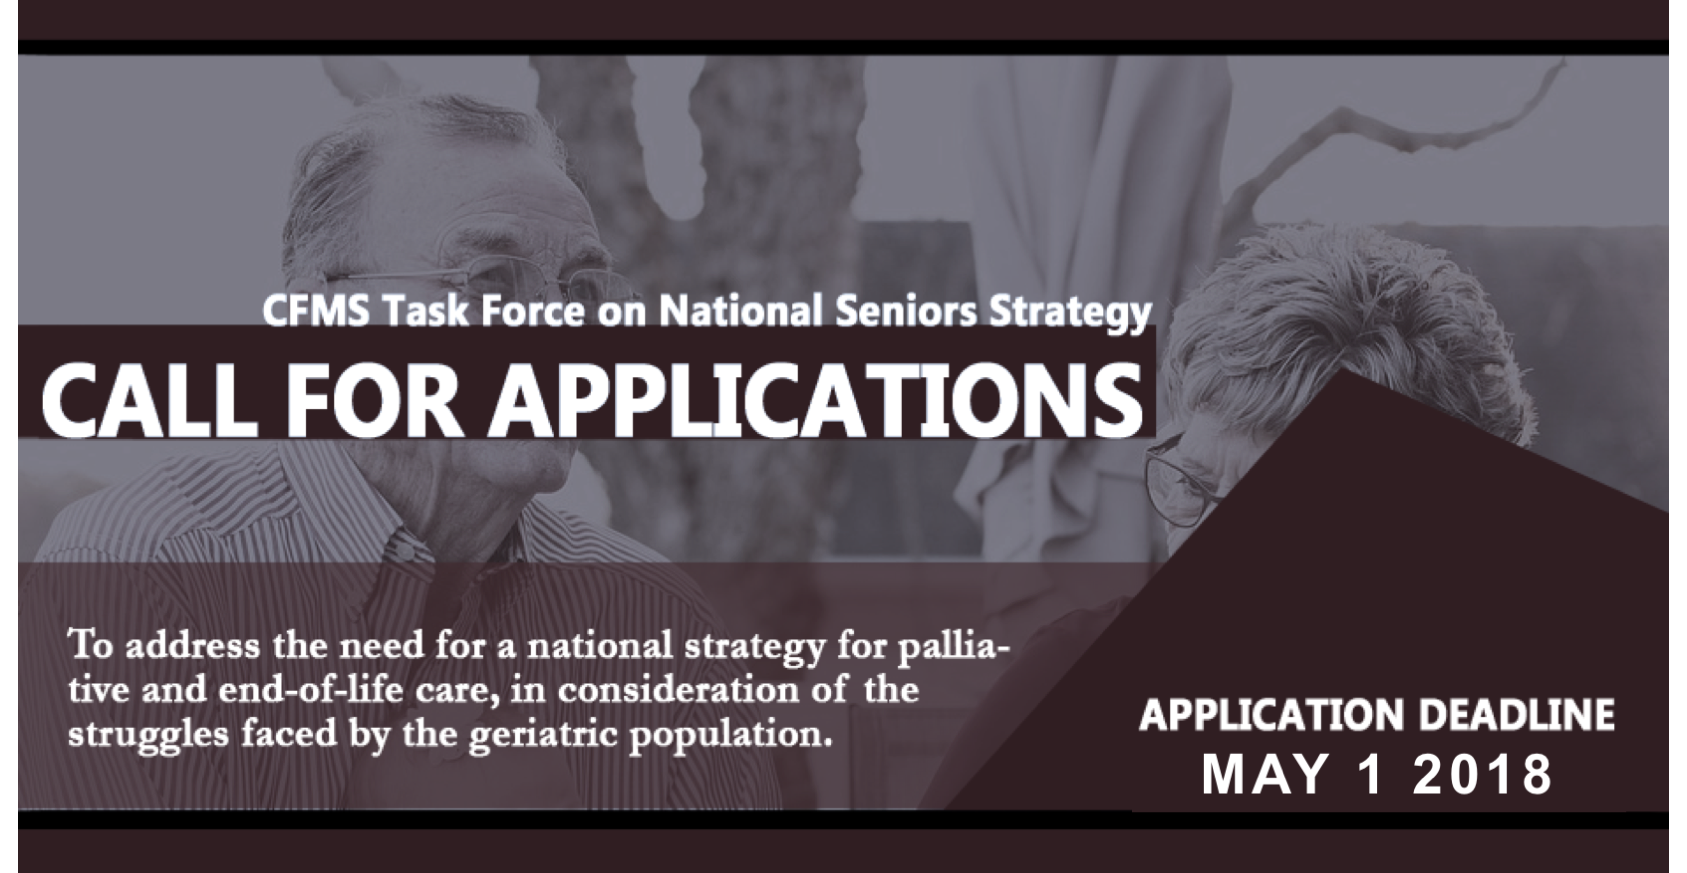 CFMS Task Force on National Seniors Strategy
CALL FOR APPLICATIONS
To address the need for a national strategy for pallia-
tive and end-of-life care, in consideration of the
struggles faced by the geriatric population.
APPLICATION DEADLINE
MAY 1 2018